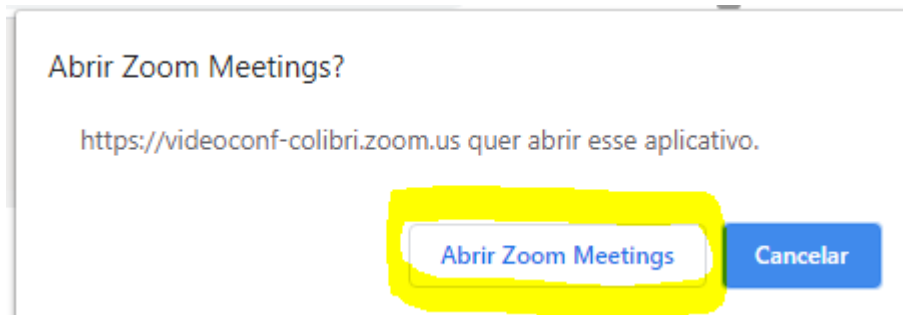 Abrir Zoom Meetings?
https://videoconf-colibri.zoom.us quer abrir esse aplicativo.
Abrir Zoom Meetings Cancelar